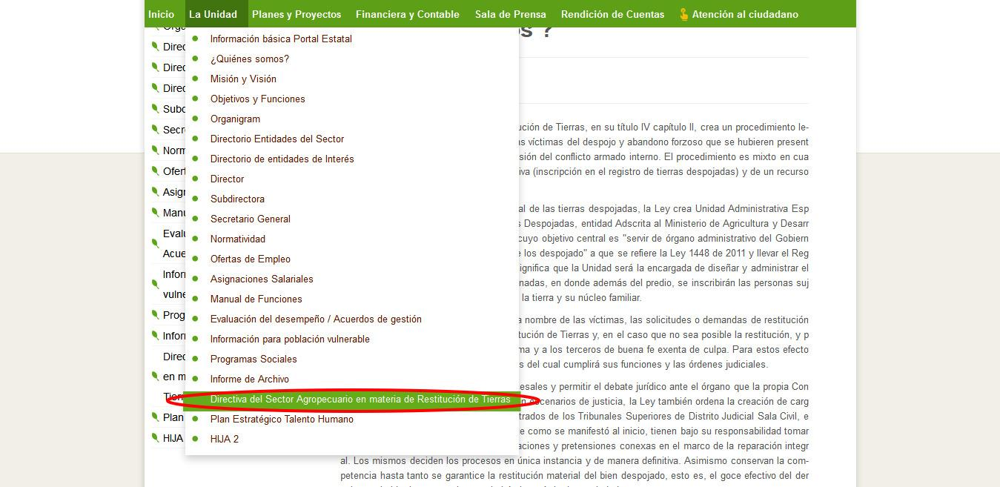 Inicio
La Unidad
Planes y Proyectos
Financiera y Contable
Sala de Prensa
Rendición de Cuentas
Atención al ciudadano
?
Direc
Direc
Direc
Subd
Secre
Norm
Ofert
Asign
Manu
Evalu
Acue
Infor
vulne
Prog
Infor
Direc
en m
Tierr
Plan
HIJA
Información básica Portal Estatal
¿Quiénes somos?
Misión y Visión
Objetivos y Funciones
Organigram
Directorio Entidades del Sector
Directorio de entidades de Interés
Director
Subdirectora
Secretario General
Normatividad
Ofertas de Empleo
Asignaciones Salariales
Manual de Funciones
Evaluación del desempeño / Acuerdos de gestión
Información para población vulnerable
Programas Sociales
Informe de Archivo
Directiva del Sector Agropecuario en materia de Restitución de Tierras
Plan Estratégico Talento Humano
HIJA 2
ución de Tierras, en su título IV capítulo II, crea un procedimiento le-
s víctimas del despojo y abandono forzoso que se hubieren present
sión del conflicto armado interno. El procedimiento es mixto en cua
iva (inscripción en el registro de tierras despojadas) y de un recurso
al de las tierras despojadas, la Ley crea Unidad Administrativa Esp
s Despojadas, entidad Adscrita al Ministerio de Agricultura y Desarr
cuyo objetivo central es "servir de órgano administrativo del Gobiern
e los despojado" a que se refiere la Ley 1448 de 2011 y llevar el Reg
ignifica que la Unidad será la encargada de diseñar y administrar el
nadas, en donde además del predio, se inscribirán las personas suj
la tierra y su núcleo familiar.
a nombre de las víctimas, las solicitudes o demandas de restitución
tución de Tierras y, en el caso que no sea posible la restitución, y p
ma y a los terceros de buena fe exenta de culpa. Para estos efecto
s del cual cumplirá sus funciones y las órdenes judiciales.
esales y permitir el debate jurídico ante el órgano que la propia Con
n escenarios de justicia, la Ley también ordena la creación de carg
trados de los Tribunales Superiores de Distrito Judicial Sala Civil, e
e como se manifestó al inicio, tienen bajo su responsabilidad tomar
aciones y pretensiones conexas en el marco de la reparación integr
al. Los mismos deciden los procesos en única instancia y de manera definitiva. Asimismo conservan la com-
petencia hasta tanto se garantice la restitución material del bien despojado, esto es, el goce efectivo del der